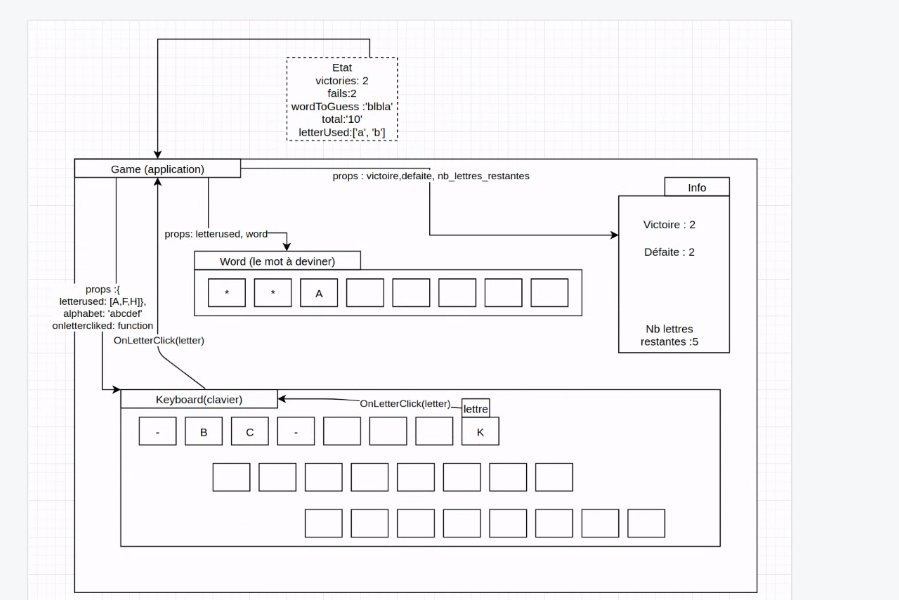 Etat
victories: 2
fails:2
wordToGuess :'blbla'
total:'10'
letterUsed:['a', 'b']
Game (application)
props : victoire,defaite, nb_lettres_restantes
Info
Victoire : 2
Défaite : 2
Nb lettres
restantes :5
props: letterused, word
Word (le mot à deviner)
* * A
props :{
letterused: [A,F,H]},
alphabet: 'abcdef'
onlettercliked: function
OnLetterClick(letter)
Keyboard(clavier)
OnLetterClick(letter)
lettre
- B C - K